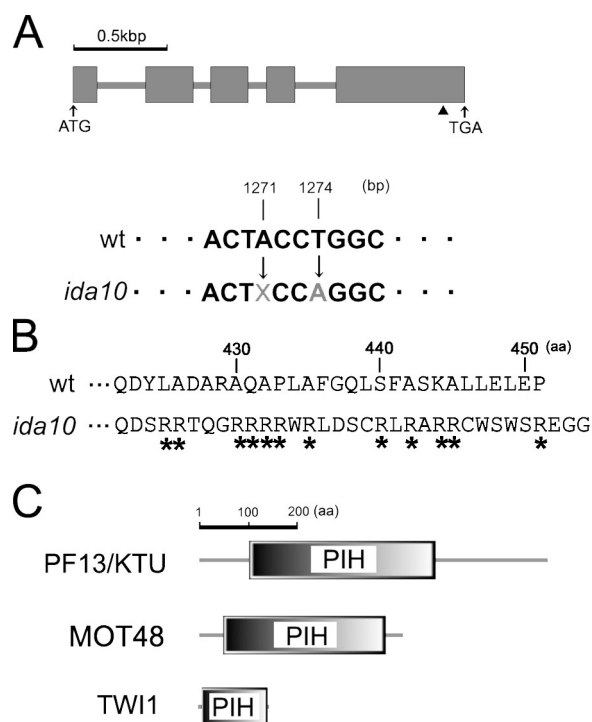 A
0.5kbp
ATG
TGA
1271 1274 (bp)
wt · · · ACTACCTGGC · · ·
ida10 · · · ACTXCCAGGC · · ·
B
430 440 450 (aa)
wt ···QDYLADARAQAPLAFGQLSFASKALLELEP
ida10 ···QDSRRTQGRRRRWRLDSCRLRARRCWSWSREGG
* * * * * * * * * * * *
C
1 100 200 (aa)
PF13/KTU PIH
MOT48 PIH
TWI1 PIH